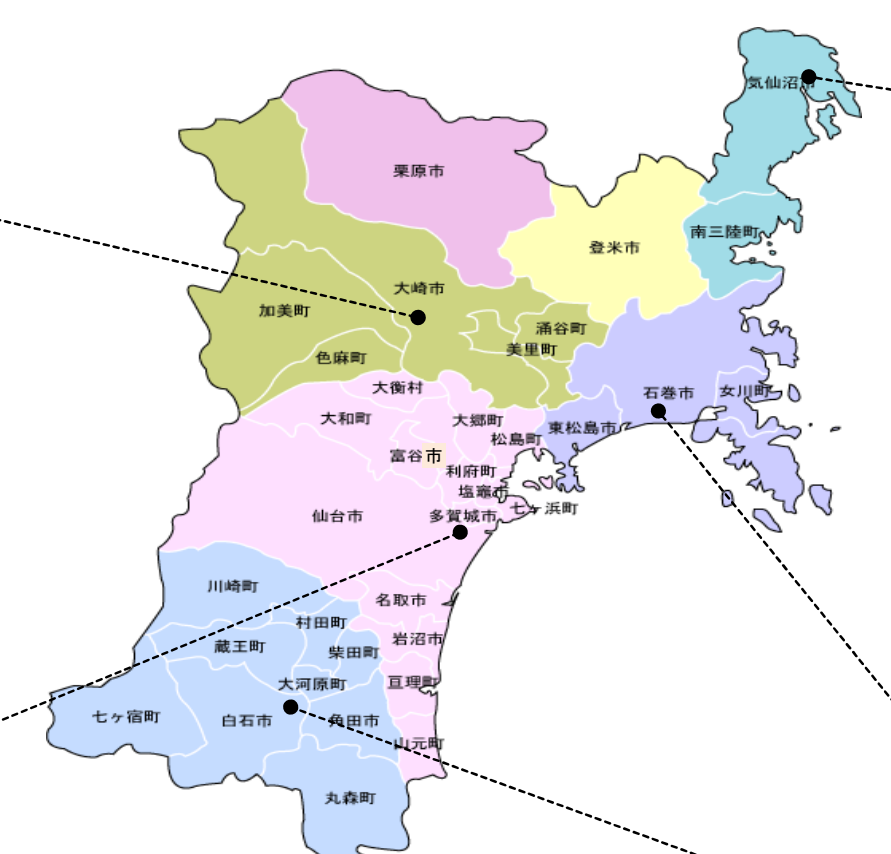 気仙沼市
栗原市
南三陸町
登米市
大崎市
加美町
涌谷町
美里町
色麻町
大衡村
女川町
石巻市
大和町
大郷町
東松島市
松島町
富谷市
利府町
塩竈市
七ヶ浜町
仙台市
多賀城市
川崎町
名取市
村田町
岩沼市
蔵王町
柴田町
大河原町
亘理町
七ヶ宿町
白石市
角田市
山元町
丸森町